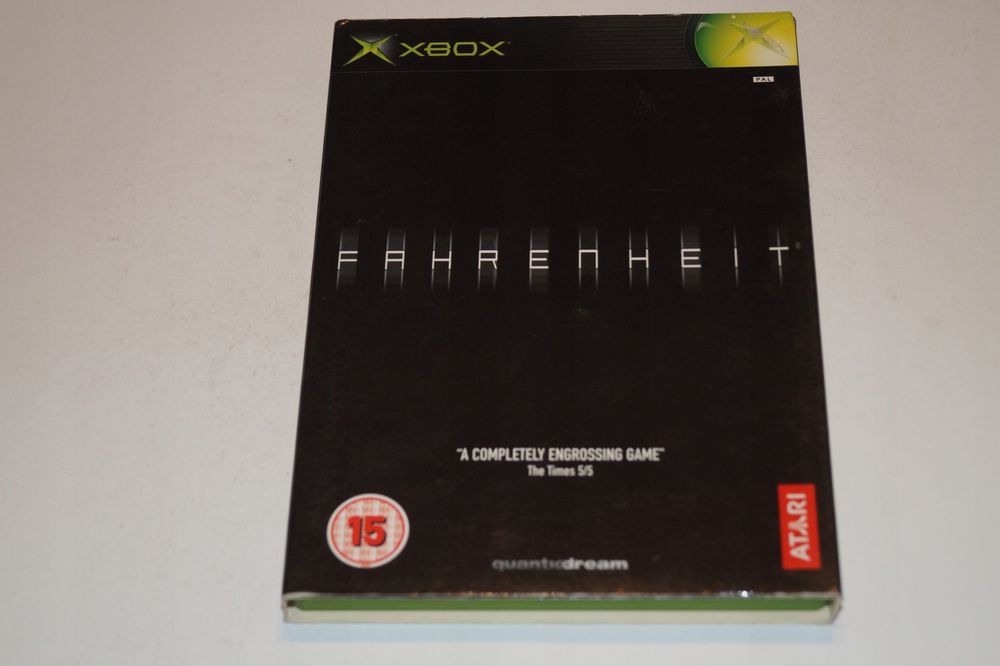 XBOX
PAL
FAHRENHEIT
"A COMPLETELY ENGROSSING GAME"
The Times 5/5
15
ATARI
quanticdream